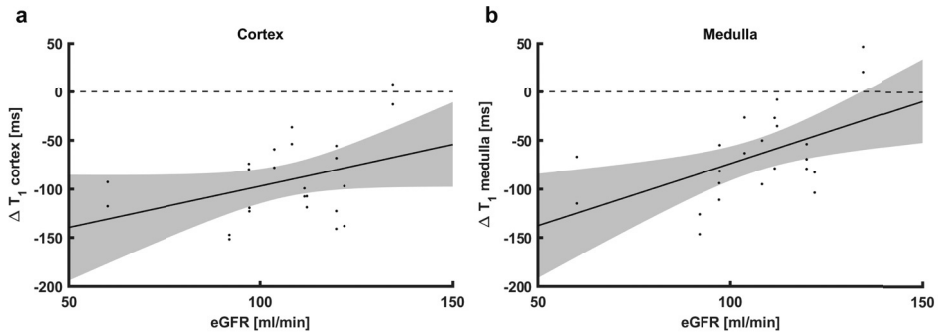 a
Cortex
50
0
-50
-100
-150
-200
Δ T1 cortex [ms]
50 100 150
eGFR [ml/min]
b
Medulla
50
0
-50
-100
-150
-200
Δ T1 medulla [ms]
50 100 150
eGFR [ml/min]